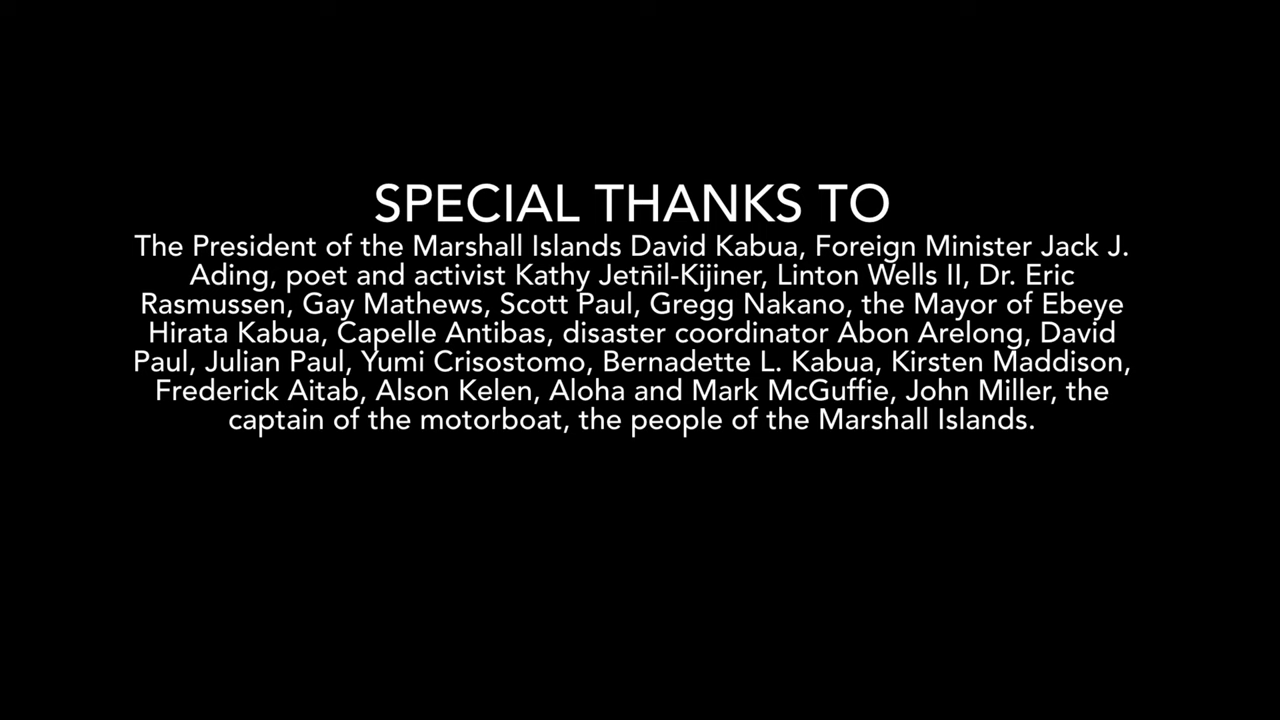 SPECIAL THANKS TO
The President of the Marshall Islands David Kabua, Foreign Minister Jack J.
Ading, poet and activist Kathy Jetñil-Kijiner, Linton Wells II, Dr. Eric
Rasmussen, Gay Mathews, Scott Paul, Gregg Nakano, the Mayor of Ebeye
Hirata Kabua, Capelle Antibas, disaster coordinator Abon Arelong, David
Paul, Julian Paul, Yumi Crisostomo, Bernadette L. Kabua, Kirsten Maddison,
Frederick Aitab, Alson Kelen, Aloha and Mark McGuffie, John Miller, the
captain of the motorboat, the people of the Marshall Islands.